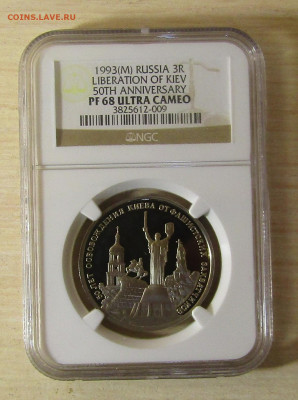 COINS.LAVE.RU
1993(M) RUSSIA 3R
LIBERATION OF KIEV
50TH ANNIVERSARY
PF 68 ULTRA CAMEO
3825612-009
NGC
50 ЛЕТ ОСВОБОЖДЕНИЯ КИЕВА ОТ ФАШИСТСКИХ ЗАХВАТЧИКОВ